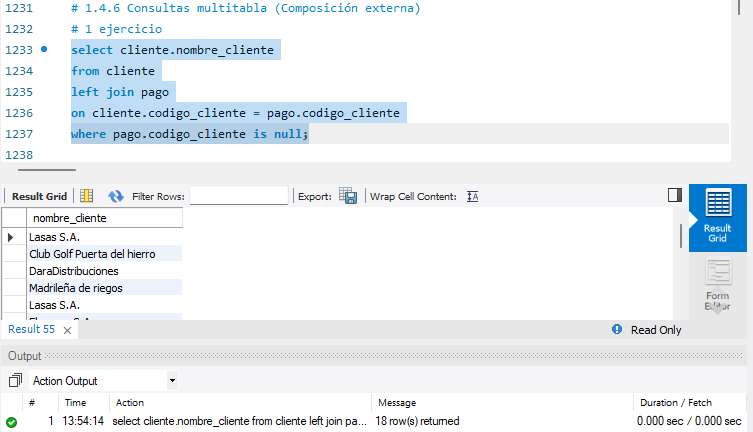 1231 # 1.4.6 Consultas multitabla (Composición externa)
1232 # 1 ejercicio
1233 select cliente.nombre_cliente
1234 from cliente
1235 left join pago
1236 on cliente.codigo_cliente = pago.codigo_cliente
1237 where pago.codigo_cliente is null;
1238
Result Grid Filter Rows: Export: Wrap Cell Content:
nombre_cliente
Lasas S.A.
Club Golf Puerta del hierro
DaraDistribuciones
Madrileña de riegos
Lasas S.A.
Result
Grid
Form
Editor
Result 55 Read Only
Output
Action Output
# Time Action Message Duration / Fetch
1 13:54:14 select cliente.nombre_cliente from cliente left join pa... 18 row(s) returned 0.000 sec / 0.000 sec